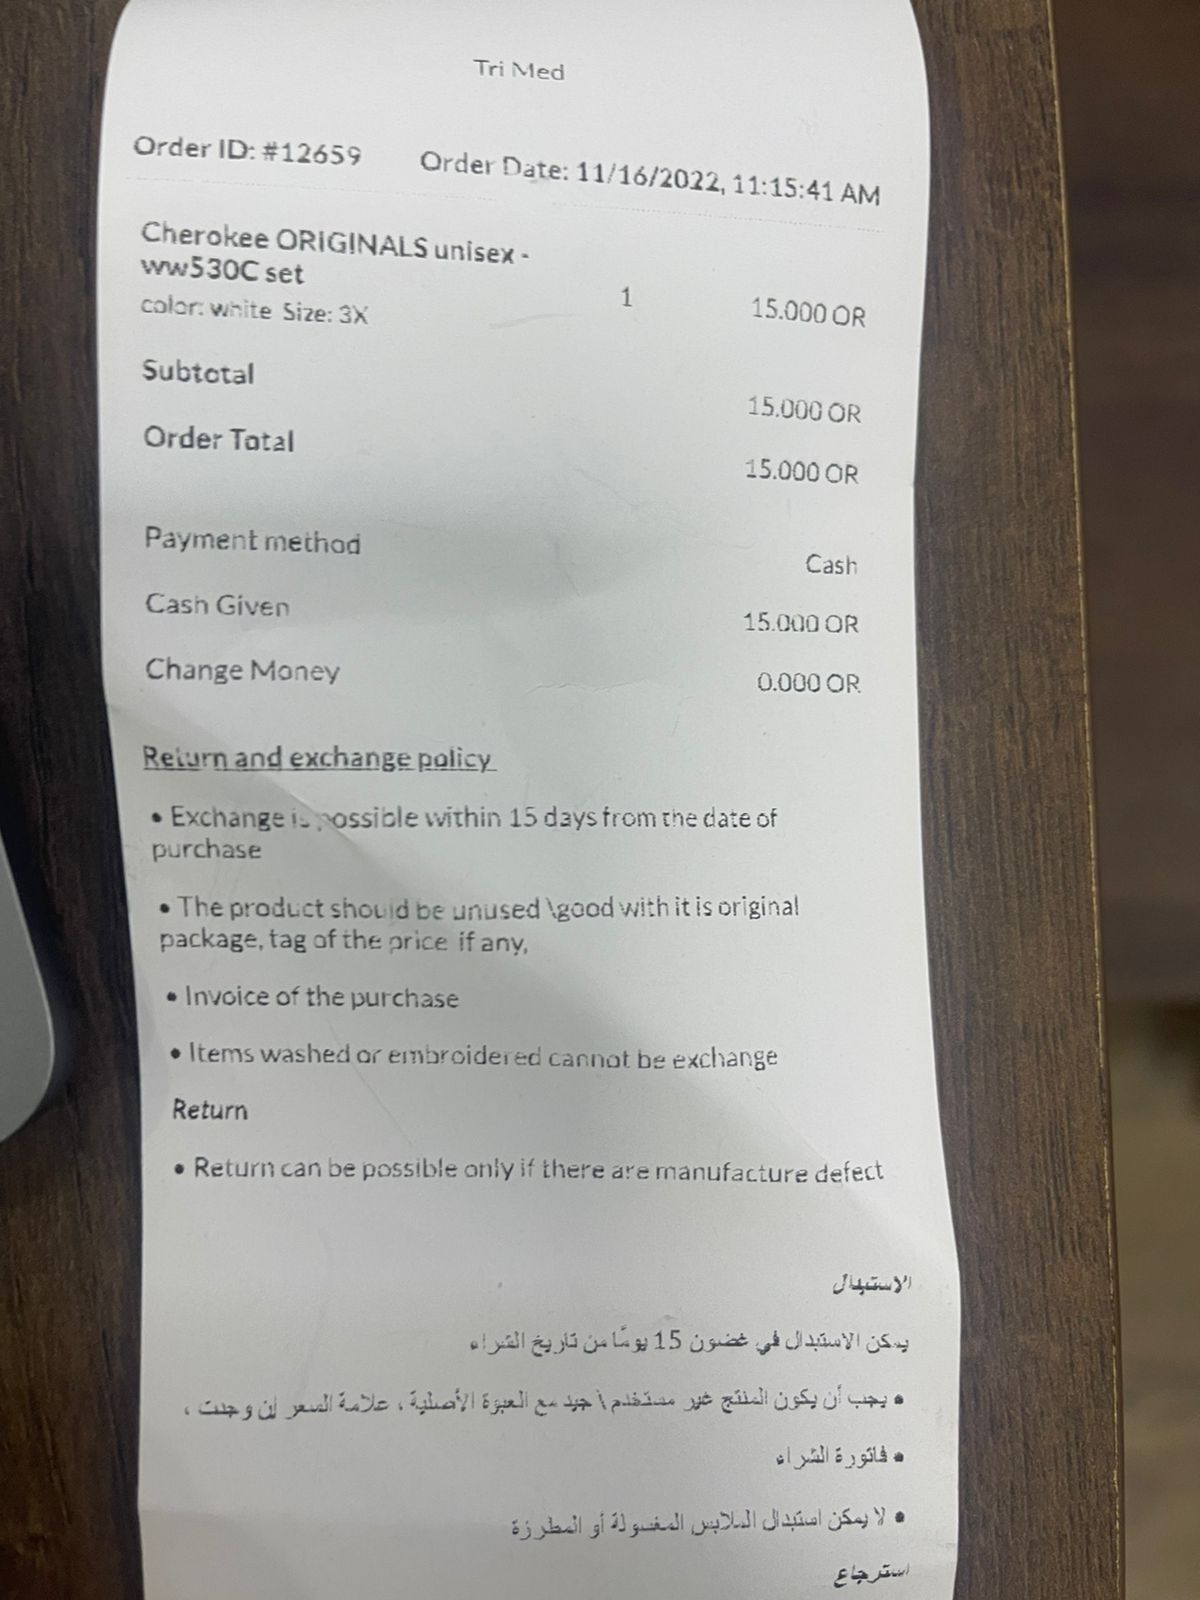 Tri Med
Order ID: #12659 Order Date: 11/16/2022, 11:15:41 AM
Cherokee ORIGINALS unisex -
ww530C set
color: white Size: 3X
1 15.000 OR
Subtotal
15.000 OR
Order Total
15.000 OR
Payment method
Cash
Cash Given
15.000 OR
Change Money
0.000 OR
Return and exchange policy
• Exchange is possible within 15 days from the date of
purchase
• The product should be unused \good with it is original
package, tag of the price if any,
• Invoice of the purchase
• Items washed or embroidered cannot be exchange
Return
• Return can be possible only if there are manufacture defect
الاستبدال
يمكن الاستبدال في غضون 15 يومًا من تاريخ الشراء
• يجب أن يكون المنتج غير مستخدم \ جيد مع العبوة الأصلية ، علامة السعر إن وجدت ،
• فاتورة الشراء
• لا يمكن استبدال الملابس المغسولة أو المطرزة
استرجاع